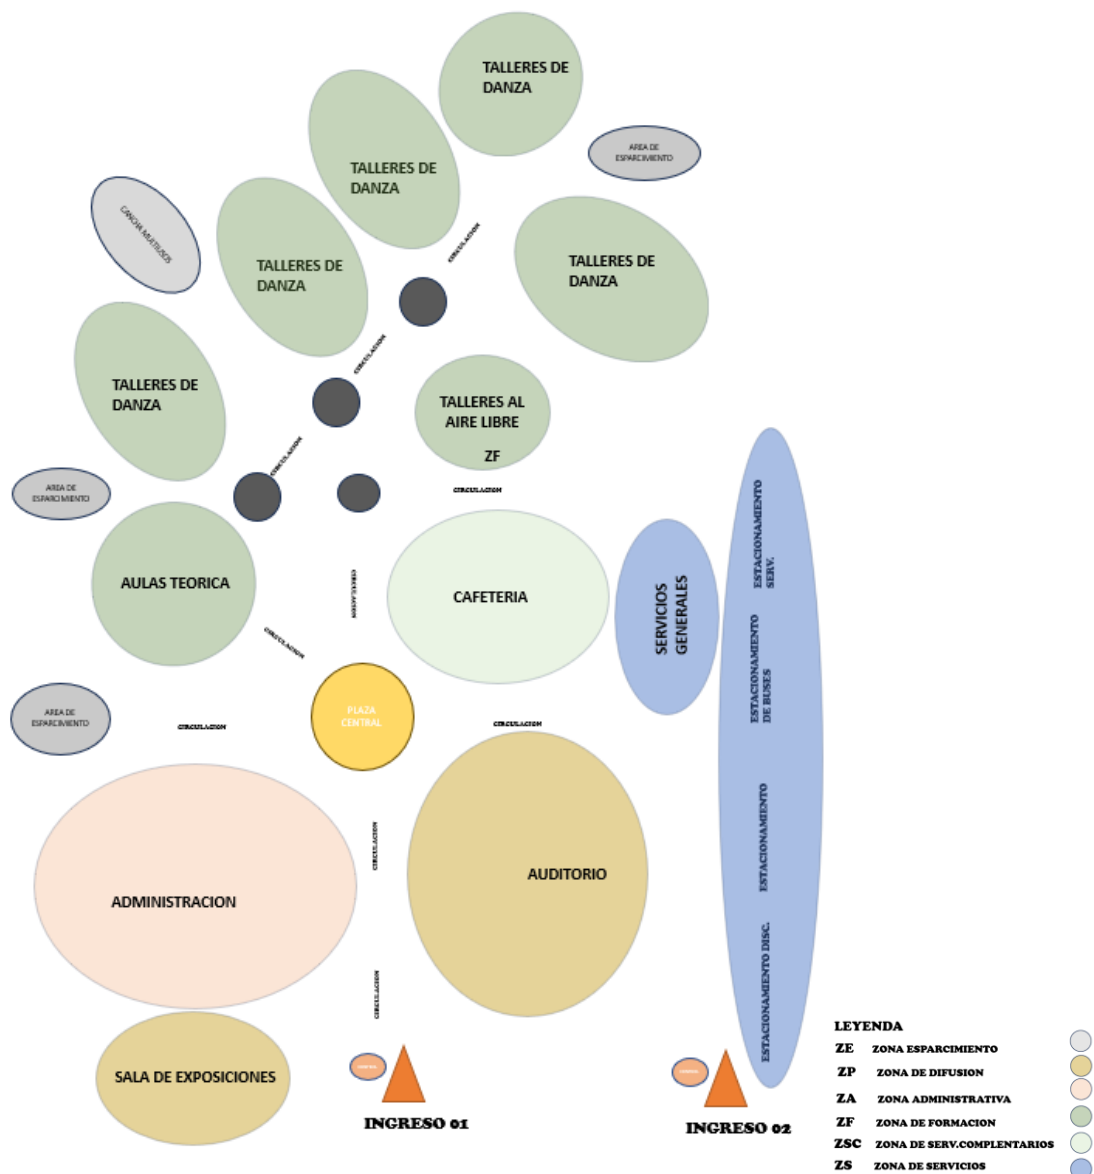 TALLERES DE
DANZA
TALLERES DE
DANZA
AREA DE
ESPARCIMIENTO
CANCHA MULTIUSOS
TALLERES DE
DANZA
TALLERES DE
DANZA
CIRCULACION
TALLERES DE
DANZA
CIRCULACION
TALLERES AL
AIRE LIBRE
ZF
CIRCULACION
AREA DE
ESPARCIMIENTO
CIRCULACION
AULAS TEORICA
CIRCULACION
CAFETERIA
SERVICIOS
GENERALES
ESTACIONAMIENTO
SERV.
ESTACIONAMIENTO
DE BUSES
ESTACIONAMIENTO
ESTACIONAMIENTO DISC.
CIRCULACION
AREA DE
ESPARCIMIENTO
PLAZA
CENTRAL
CIRCULACION
CIRCULACION
CIRCULACION
ADMINISTRACION
AUDITORIO
CIRCULACION
SALA DE EXPOSICIONES
INGRESO 01
INGRESO 02
LEYENDA
ZE ZONA ESPARCIMIENTO
ZP ZONA DE DIFUSION
ZA ZONA ADMINISTRATIVA
ZF ZONA DE FORMACION
ZSC ZONA DE SERV.COMPLENTARIOS
ZS ZONA DE SERVICIOS